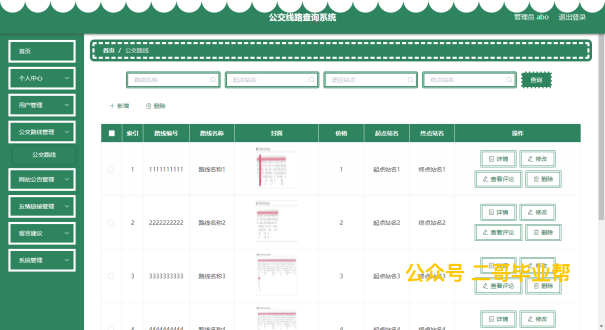 公交线路查询系统
管理员 abo 退出登录
首页
个人中心
用户管理
公交路线管理
公交路线
网站公告管理
友情链接管理
留言建议
系统管理
首页 / 公交路线
路线名称 起点站名 途径站点 终点站名 查询
+ 新增 删除
索引 路线编号 路线名称 封面 价格 起点站名 终点站名 操作
1 1111111111 路线名称1 1 起点站名1 终点站名1 详情 修改 查看评论 删除
2 2222222222 路线名称2 2 起点站名2 终点站名2 详情 修改 查看评论 删除
3 3333333333 路线名称3 3 起点站名3 终点站名3 查看评论 删除
公众号 二哥毕业帮
4 4444444444 路线名称4 4 起点站名4 终点站名4 详情 修改